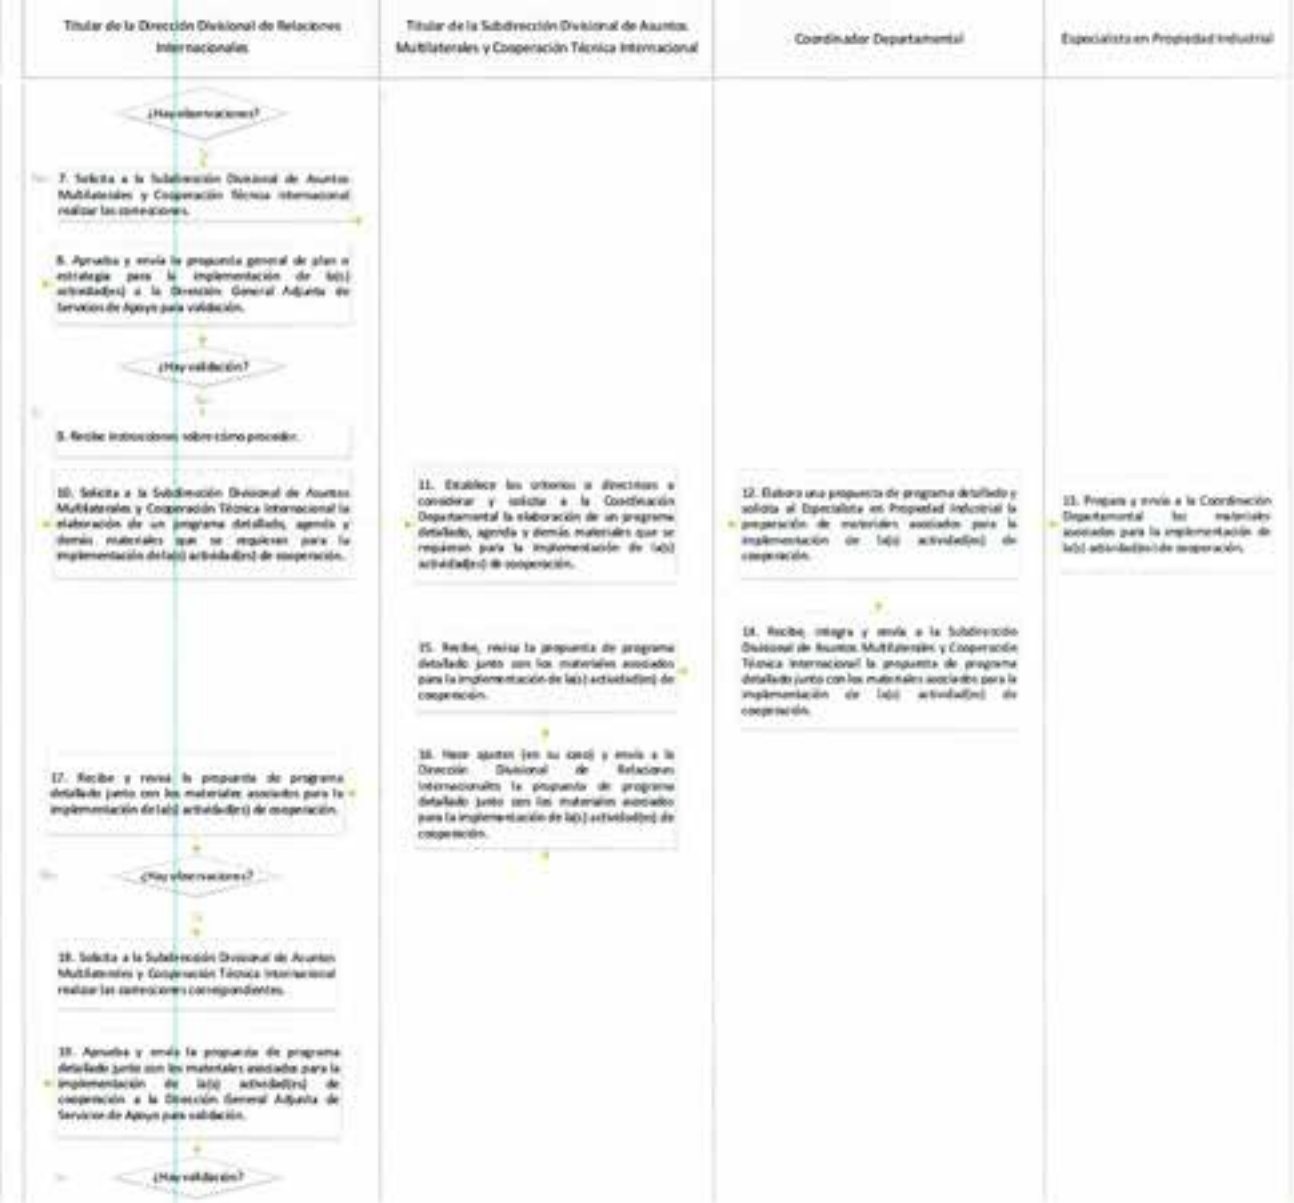 Titular de la Dirección Divisional de Relaciones
Internacionales
Titular de la Subdirección Divisional de Asuntos
Multilaterales y Cooperación Técnica Internacional
Coordinador Departamental
Especialista en Propiedad Industrial
¿Hay observaciones?
7. Solicita a la Subdirección Divisional de Asuntos
Multilaterales y Cooperación Técnica Internacional
realizar las correcciones.
8. Aprueba y envía la propuesta general de plan o
estrategia para la implementación de la(s)
actividad(es) a la Dirección General Adjunta de
Servicios de Apoyo para validación.
¿Hay validación?
9. Recibe instrucciones sobre cómo proceder.
10. Solicita a la Subdirección Divisional de Asuntos
Multilaterales y Cooperación Técnica Internacional la
elaboración de un programa detallado, agenda y
demás materiales que se requieran para la
implementación de la(s) actividad(es) de cooperación.
11. Establece los criterios o directrices a
considerar y solicita a la Coordinación
Departamental la elaboración de un programa
detallado, agenda y demás materiales que se
requieran para la implementación de la(s)
actividad(es) de cooperación.
12. Elabora una propuesta de programa detallado y
solicita al Especialista en Propiedad Industrial la
preparación de materiales asociados para la
implementación de la(s) actividad(es) de
cooperación.
13. Prepara y envía a la Coordinación
Departamental los materiales
asociados para la implementación de
la(s) actividad(es) de cooperación.
14. Recibe, integra y envía a la Subdirección
Divisional de Asuntos Multilaterales y Cooperación
Técnica Internacional la propuesta de programa
detallado junto con los materiales asociados para la
implementación de la(s) actividad(es) de
cooperación.
15. Recibe, revisa la propuesta de programa
detallado junto con los materiales asociados
para la implementación de la(s) actividad(es) de
cooperación.
16. Hace ajustes (en su caso) y envía a la
Dirección Divisional de Relaciones
Internacionales la propuesta de programa
detallado junto con los materiales asociados
para la implementación de la(s) actividad(es) de
cooperación.
17. Recibe y revisa la propuesta de programa
detallado junto con los materiales asociados para la
implementación de la(s) actividad(es) de cooperación.
¿Hay observaciones?
18. Solicita a la Subdirección Divisional de Asuntos
Multilaterales y Cooperación Técnica Internacional
realizar las correcciones correspondientes.
19. Aprueba y envía la propuesta de programa
detallado junto con los materiales asociados para la
implementación de la(s) actividad(es) de
cooperación a la Dirección General Adjunta de
Servicios de Apoyo para validación.
¿Hay validación?